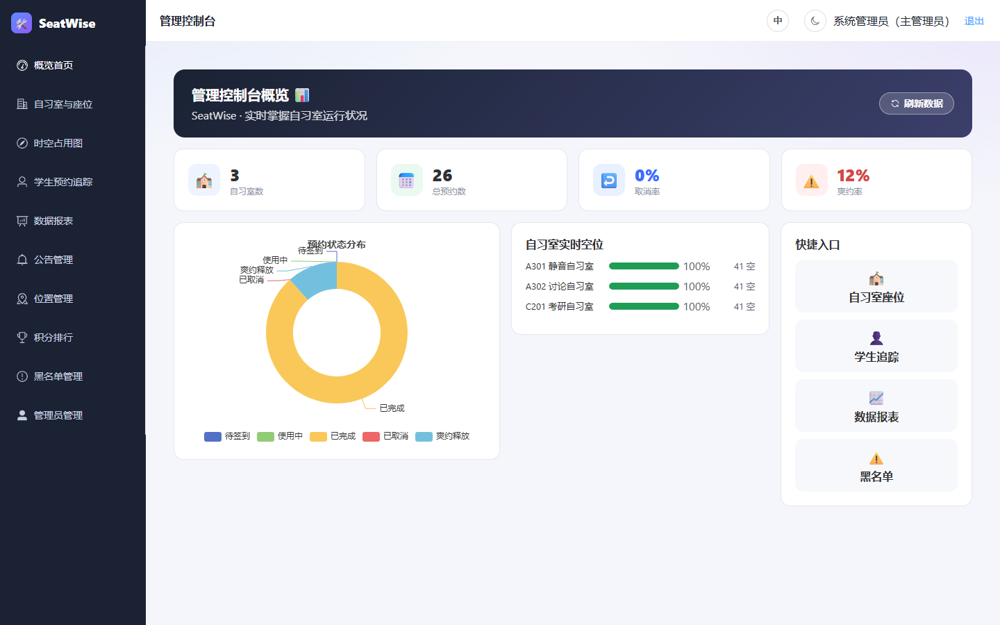 SeatWise
概览首页
自习室与座位
时空占用图
学生预约追踪
数据报表
公告管理
位置管理
积分排行
黑名单管理
管理员管理
管理控制台
中
系统管理员（主管理员）
退出
管理控制台概览
SeatWise · 实时掌握自习室运行状况
刷新数据
3
自习室数
26
总预约数
0%
取消率
12%
爽约率
预约状态分布
待签到
使用中
爽约释放
已取消
已完成
待签到 使用中 已完成 已取消 爽约释放
自习室实时空位
A301 静音自习室 100% 41 空
A302 讨论自习室 100% 41 空
C201 考研自习室 100% 41 空
快捷入口
自习室座位
学生追踪
数据报表
黑名单